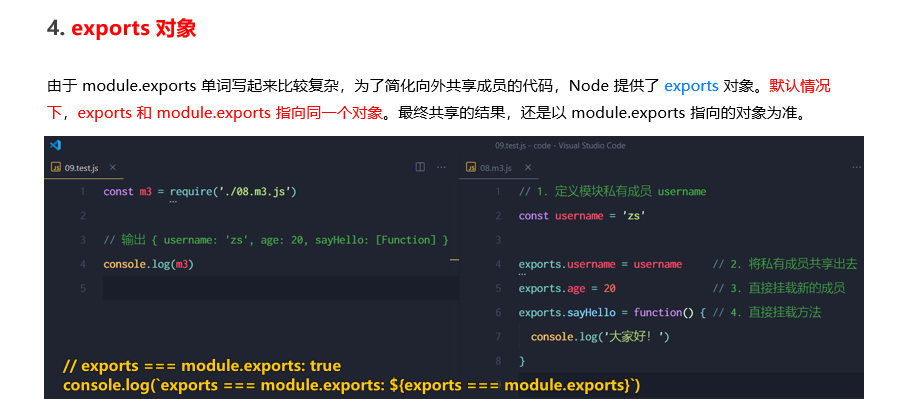 4. exports 对象
由于 module.exports 单词写起来比较复杂，为了简化向外共享成员的代码，Node 提供了 exports 对象。默认情况
下，exports 和 module.exports 指向同一个对象。最终共享的结果，还是以 module.exports 指向的对象为准。
09.test.js - code - Visual Studio Code
JS 09.test.js ×
1 const m3 = require('./08.m3.js')
2
3 // 输出 { username: 'zs', age: 20, sayHello: [Function] }
4 console.log(m3)
5
// exports === module.exports: true
console.log(`exports === module.exports: ${exports === module.exports}`)
JS 08.m3.js ×
1 // 1. 定义模块私有成员 username
2 const username = 'zs'
3
4 exports.username = username // 2. 将私有成员共享出去
5 exports.age = 20 // 3. 直接挂载新的成员
6 exports.sayHello = function() { // 4. 直接挂载方法
7 console.log('大家好！')
8 }